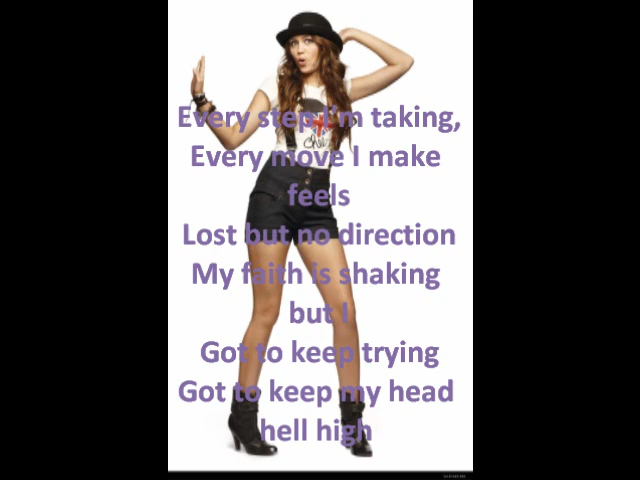 Every step I'm taking,
Every move I make
feels
Lost but no direction
My faith is shaking
but I
Got to keep trying
Got to keep my head
hell high